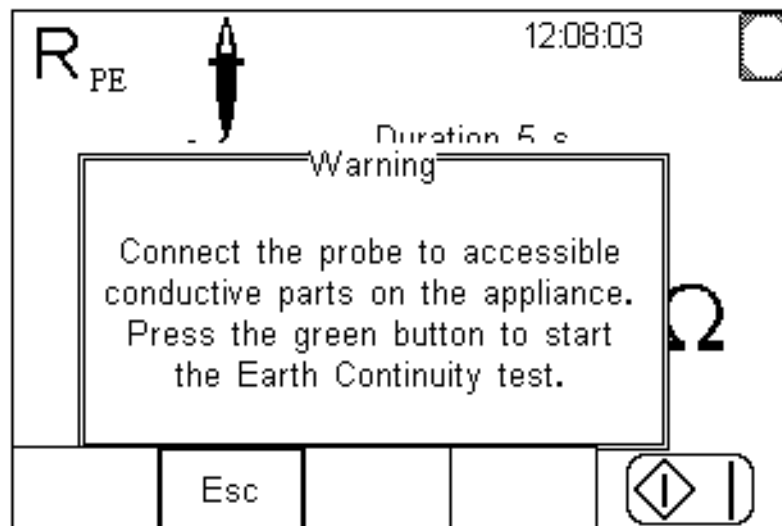 R PE
12:08:03
Duration 5 s
Warning
Connect the probe to accessible
conductive parts on the appliance.
Press the green button to start
the Earth Continuity test.
Ω
Esc